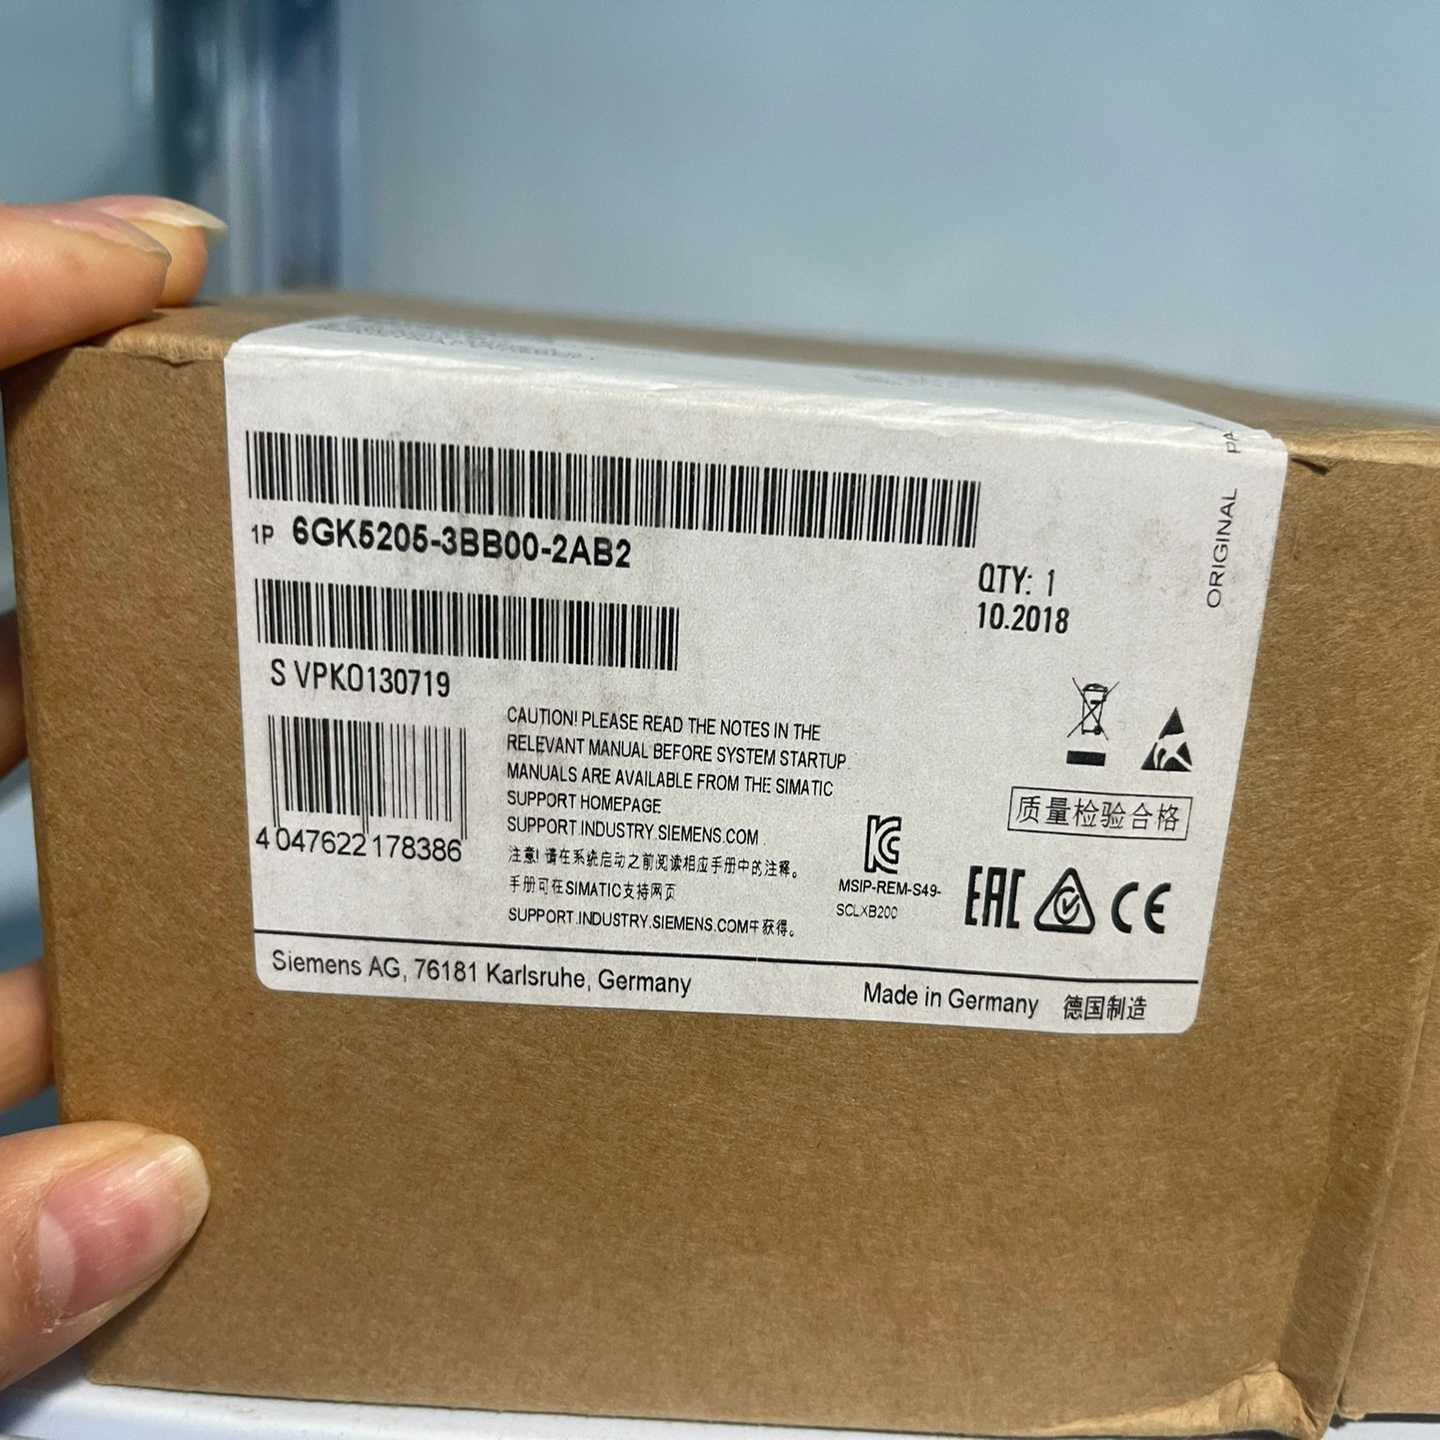 1P 6GK5205-3BB00-2AB2
QTY: 1
10.2018
ORIGINAL
S VPKO130719
4 047622 178386
CAUTION! PLEASE READ THE NOTES IN THE
RELEVANT MANUAL BEFORE SYSTEM STARTUP.
MANUALS ARE AVAILABLE FROM THE SIMATIC
SUPPORT HOMEPAGE
SUPPORT.INDUSTRY.SIEMENS.COM .
注意! 请在系统启动之前阅读相应手册中的注释。
手册可在SIMATIC支持网页
SUPPORT.INDUSTRY.SIEMENS.COM中获得。
MSIP-REM-S49-
SCLXB200
质量检验合格
EAC
CE
Siemens AG, 76181 Karlsruhe, Germany
Made in Germany 德国制造